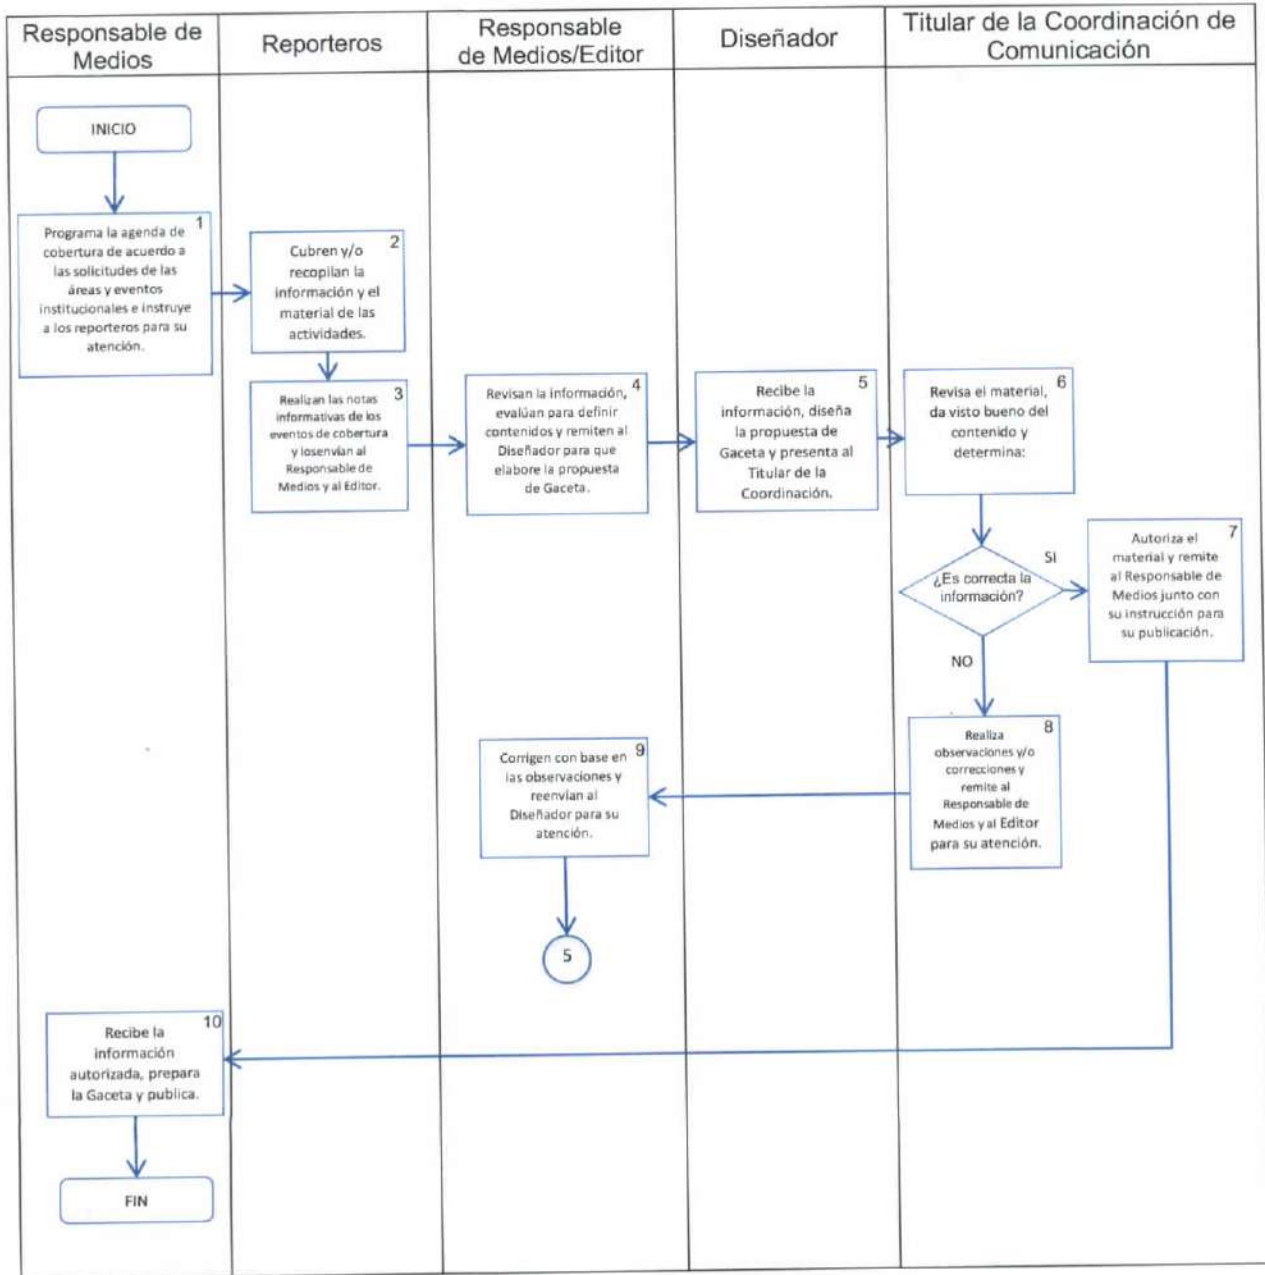 Responsable de
Medios
Reporteros
Responsable
de Medios/Editor
Diseñador
Titular de la Coordinación de
Comunicación
INICIO
1
Programa la agenda de
cobertura de acuerdo a
las solicitudes de las
áreas y eventos
institucionales e instruye
a los reporteros para su
atención.
2
Cubren y/o
recopilan la
información y el
material de las
actividades.
3
Realizan las notas
informativas de los
eventos de cobertura
y losenvían al
Responsable de
Medios y al Editor.
4
Revisan la información,
evalúan para definir
contenidos y remiten al
Diseñador para que
elabore la propuesta
de Gaceta.
5
Recibe la
información, diseña
la propuesta de
Gaceta y presenta al
Titular de la
Coordinación.
6
Revisa el material,
da visto bueno del
contenido y
determina:
¿Es correcta la
información?
SI
7
Autoriza el
material y remite
al Responsable de
Medios junto con
su instrucción para
su publicación.
NO
8
Realiza
observaciones y/o
correcciones y
remite al
Responsable de
Medios y al Editor
para su atención.
9
Corrigen con base en
las observaciones y
reenvían al
Diseñador para su
atención.
5
10
Recibe la
información
autorizada, prepara
la Gaceta y publica.
FIN